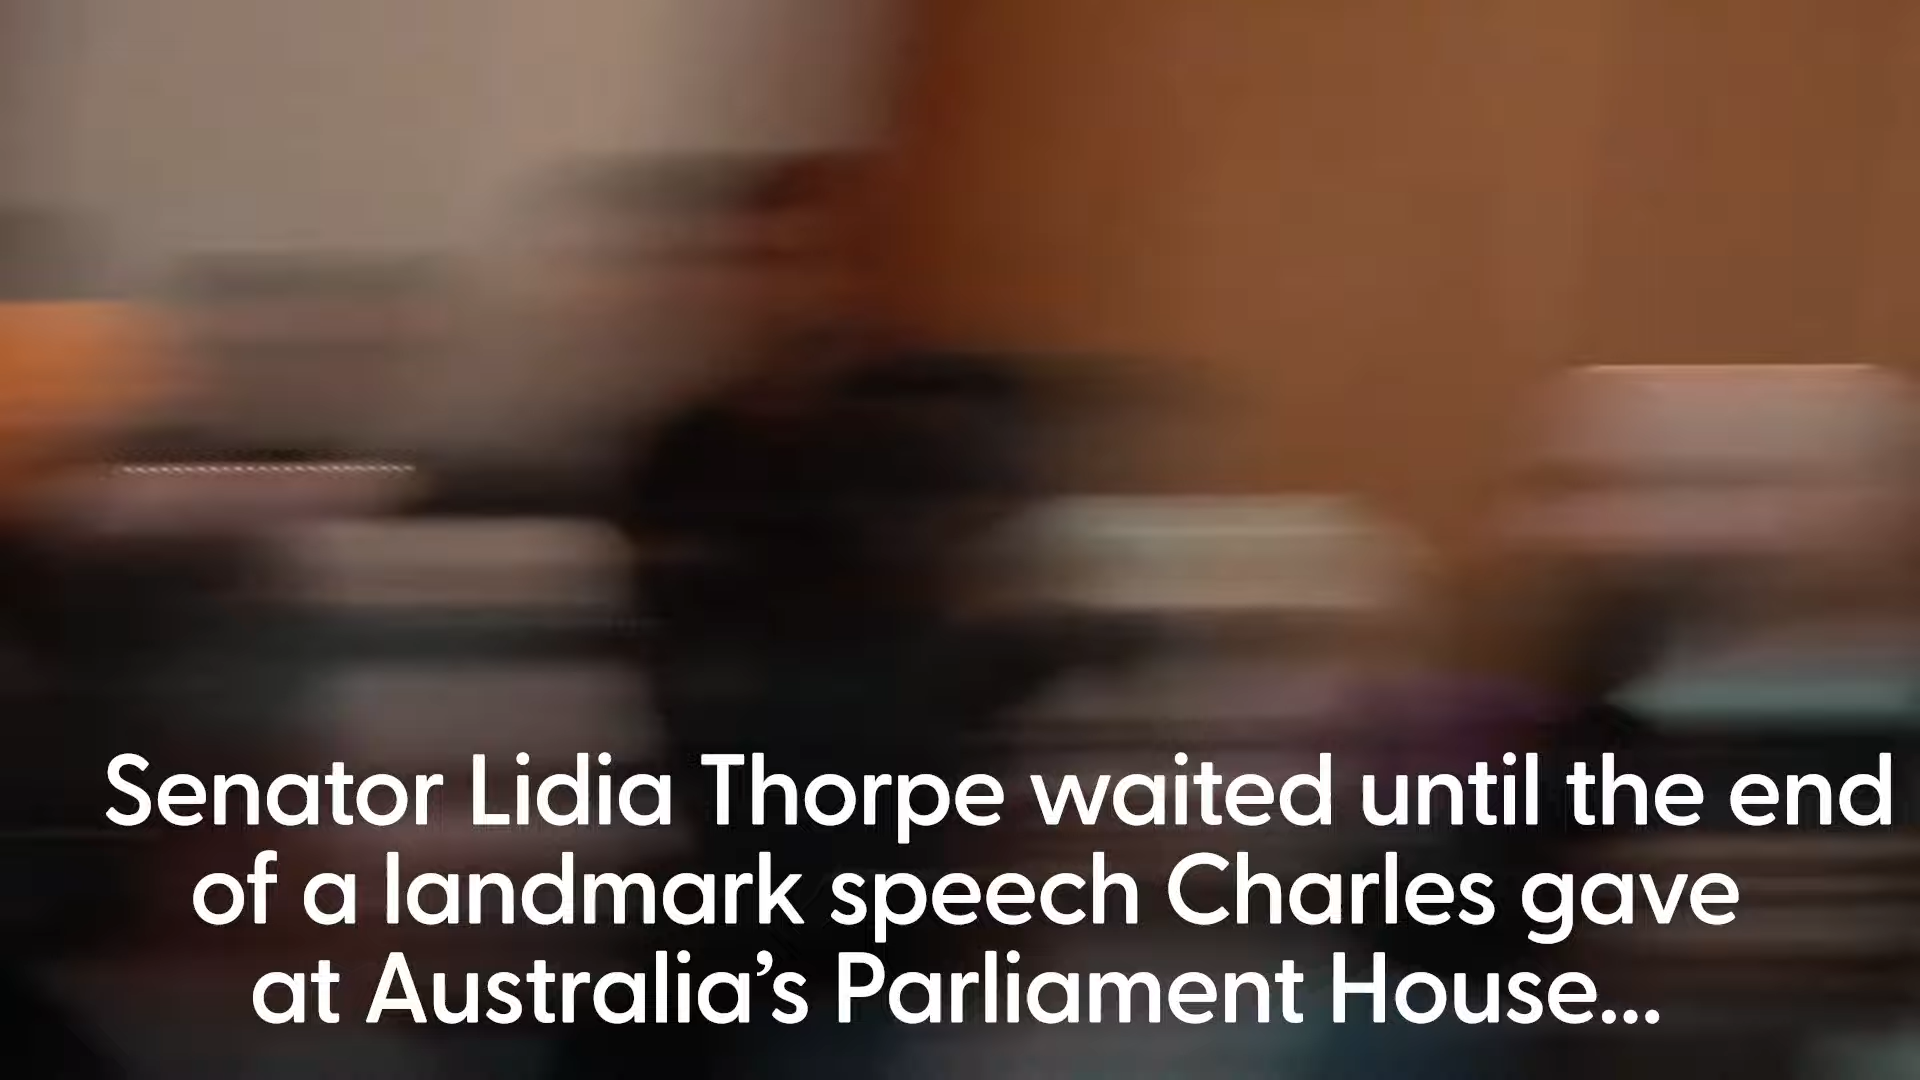 Senator Lidia Thorpe waited until the end
of a landmark speech Charles gave
at Australia’s Parliament House...